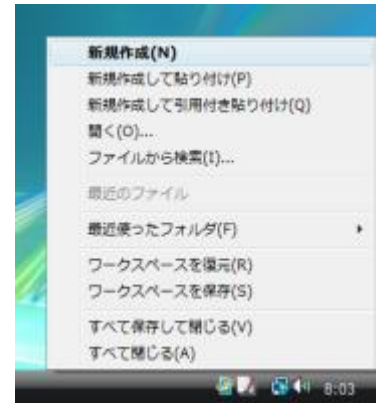 新規作成(N)
新規作成して貼り付け(P)
新規作成して引用付き貼り付け(Q)
開く(O)...
ファイルから検索(I)...
最近のファイル
最近使ったフォルダ(F)
ワークスペースを復元(R)
ワークスペースを保存(S)
すべて保存して閉じる(V)
すべて閉じる(A)
8:03